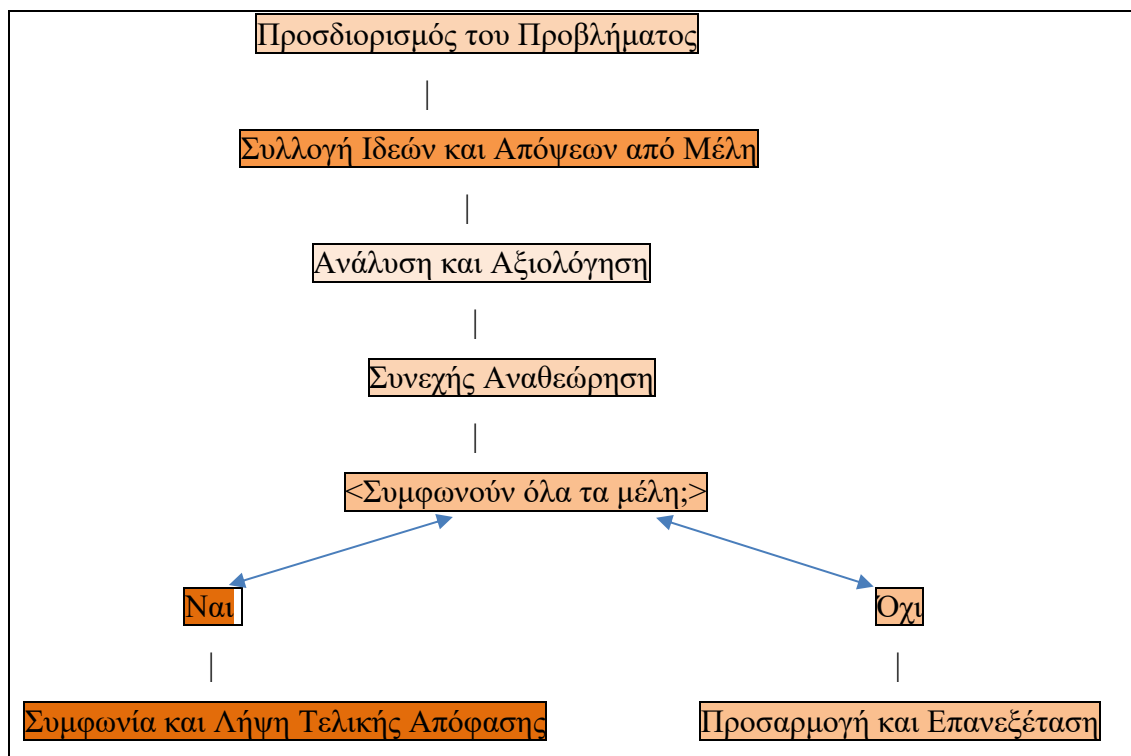 Προσδιορισμός του Προβλήματος
|
Συλλογή Ιδεών και Απόψεων από Μέλη
|
Ανάλυση και Αξιολόγηση
|
Συνεχής Αναθεώρηση
|
<Συμφωνούν όλα τα μέλη;>
Ναι Όχι
| |
Συμφωνία και Λήψη Τελικής Απόφασης Προσαρμογή και Επανεξέταση